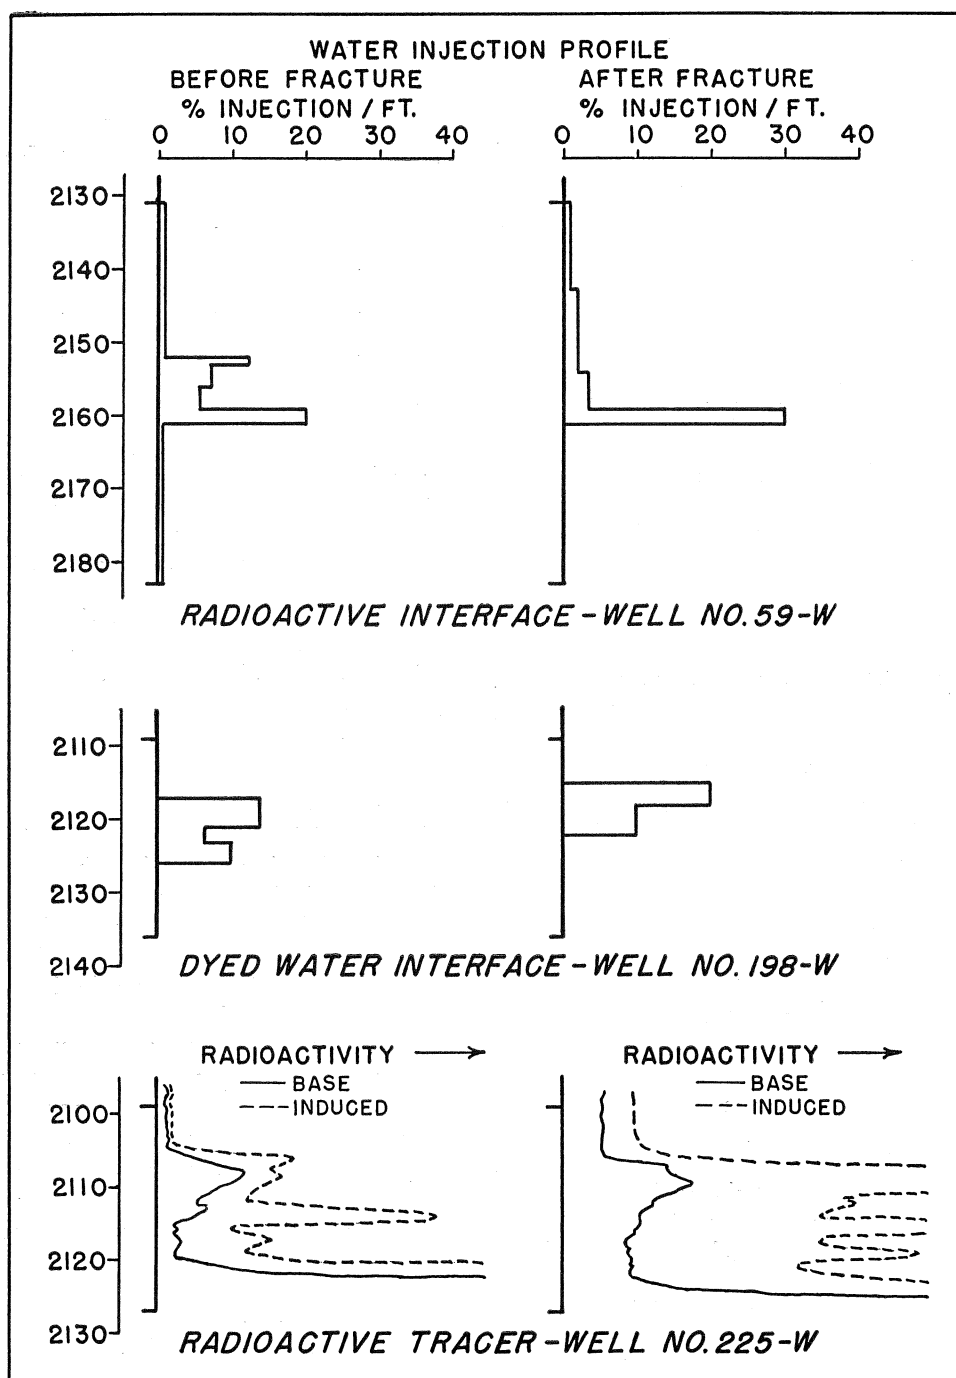 WATER INJECTION PROFILE
BEFORE FRACTURE
% INJECTION / FT.
0 10 20 30 40
AFTER FRACTURE
% INJECTION / FT.
0 10 20 30 40
2130
2140
2150
2160
2170
2180
RADIOACTIVE INTERFACE - WELL NO. 59-W
2110
2120
2130
2140
DYED WATER INTERFACE - WELL NO. 198-W
RADIOACTIVITY
BASE
INDUCED
RADIOACTIVITY
BASE
INDUCED
2100
2110
2120
2130
RADIOACTIVE TRACER - WELL NO. 225-W